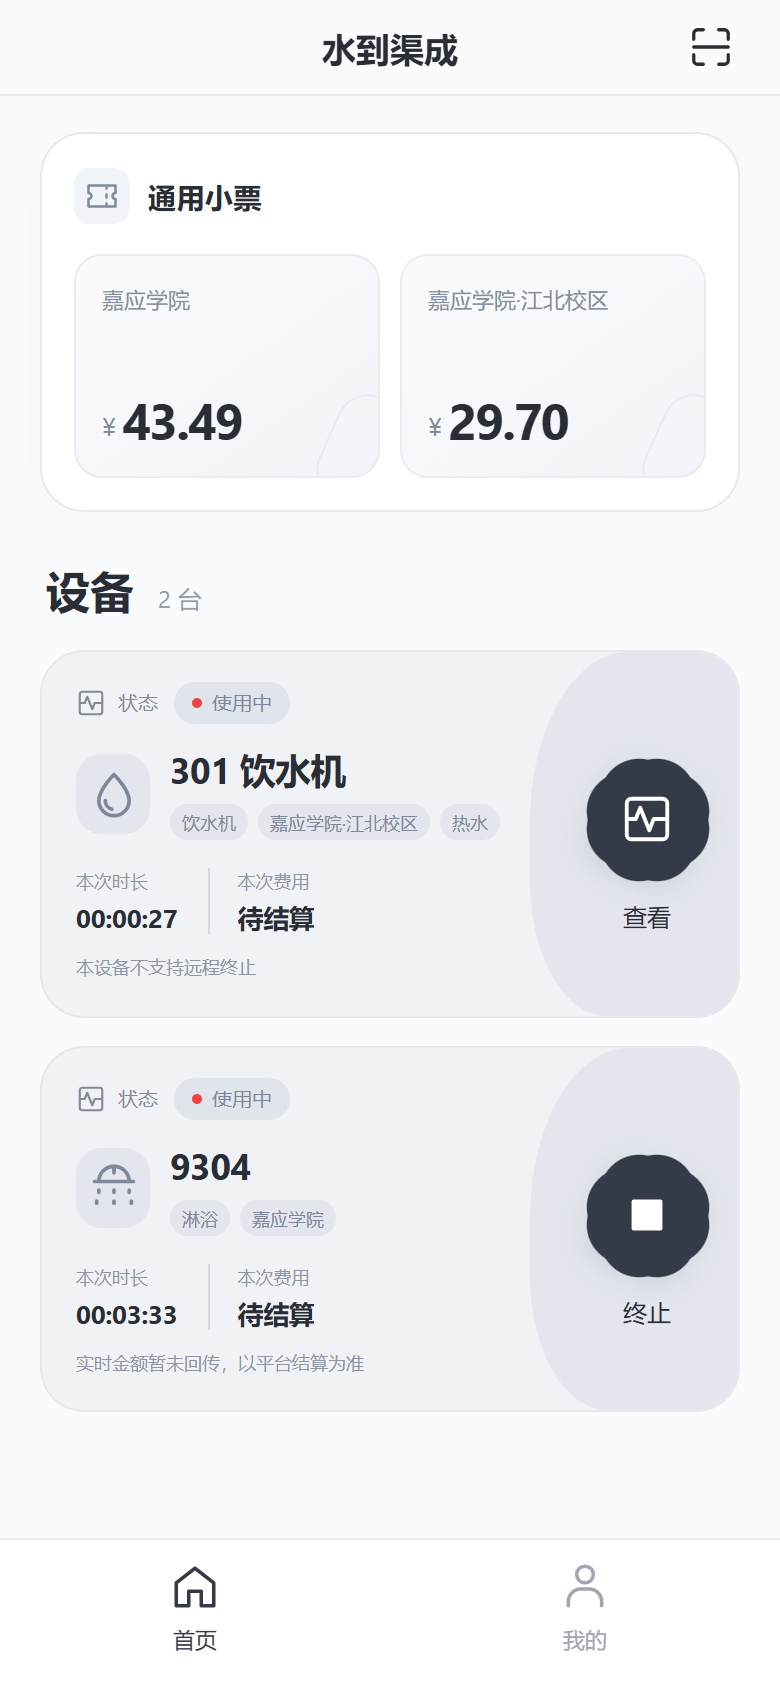 水到渠成
通用小票
嘉应学院
¥ 43.49
嘉应学院·江北校区
¥ 29.70
设备 2 台
状态 使用中
301 饮水机
饮水机 嘉应学院·江北校区 热水
本次时长 本次费用
00:00:27 待结算
本设备不支持远程终止
查看
状态 使用中
9304
淋浴 嘉应学院
本次时长 本次费用
00:03:33 待结算
实时金额暂未回传，以平台结算为准
终止
首页 我的